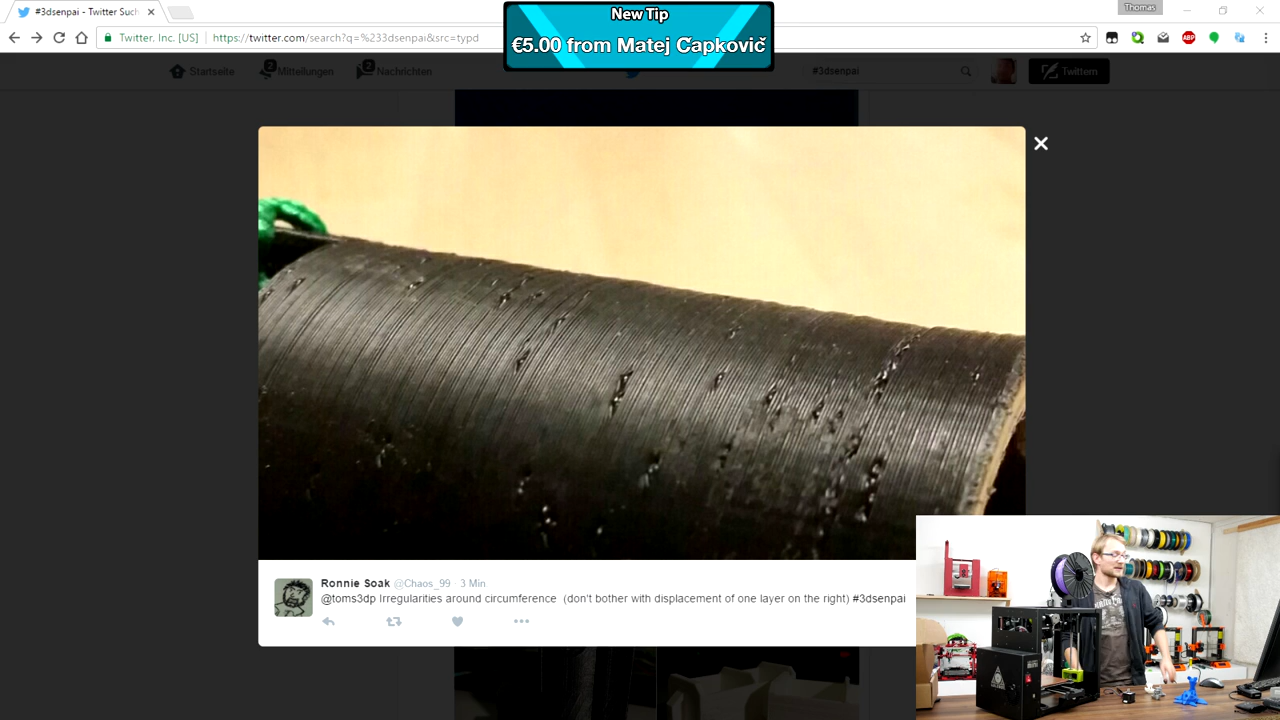 #3dsenpai - Twitter Such
Thomas
New Tip
€5.00 from Matej Čapkovič
Twitter, Inc. [US]
https://twitter.com/search?q=%233dsenpai&src=typd
ABP
Startseite
2
Mitteilungen
2
Nachrichten
#3dsenpai
Twittern
Ronnie Soak @Chaos_99 · 3 Min.
@toms3dp Irregularities around circumference (don't bother with displacement of one layer on the right) #3dsenpai